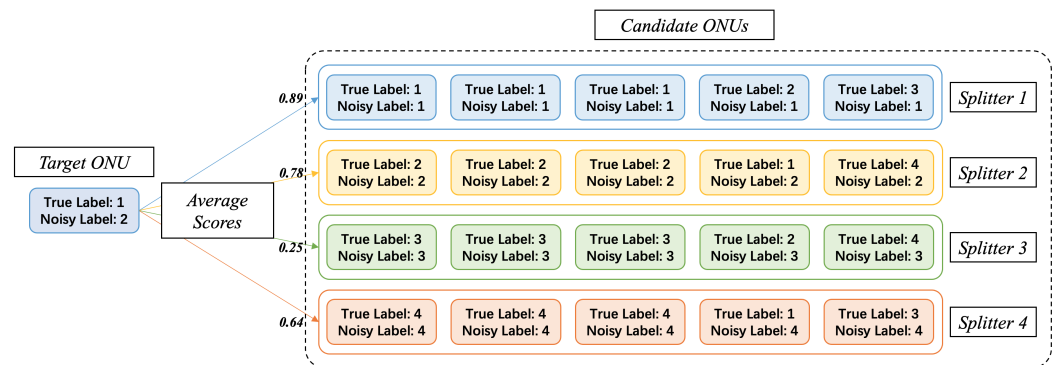 Candidate ONUs
True Label: 1
Noisy Label: 1
True Label: 1
Noisy Label: 1
True Label: 1
Noisy Label: 1
True Label: 2
Noisy Label: 1
True Label: 3
Noisy Label: 1
Splitter 1
0.89
Target ONU
True Label: 1
Noisy Label: 2
Average
Scores
0.78
True Label: 2
Noisy Label: 2
True Label: 2
Noisy Label: 2
True Label: 2
Noisy Label: 2
True Label: 1
Noisy Label: 2
True Label: 4
Noisy Label: 2
Splitter 2
0.25
True Label: 3
Noisy Label: 3
True Label: 3
Noisy Label: 3
True Label: 3
Noisy Label: 3
True Label: 2
Noisy Label: 3
True Label: 4
Noisy Label: 3
Splitter 3
0.64
True Label: 4
Noisy Label: 4
True Label: 4
Noisy Label: 4
True Label: 4
Noisy Label: 4
True Label: 1
Noisy Label: 4
True Label: 3
Noisy Label: 4
Splitter 4